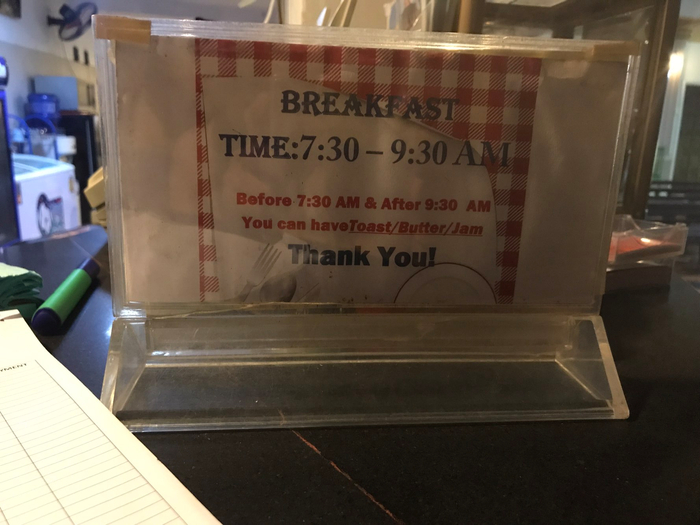 BREAKFAST
TIME:7:30 – 9:30 AM
Before 7:30 AM & After 9:30 AM
You can haveToast/Butter/Jam
Thank You!